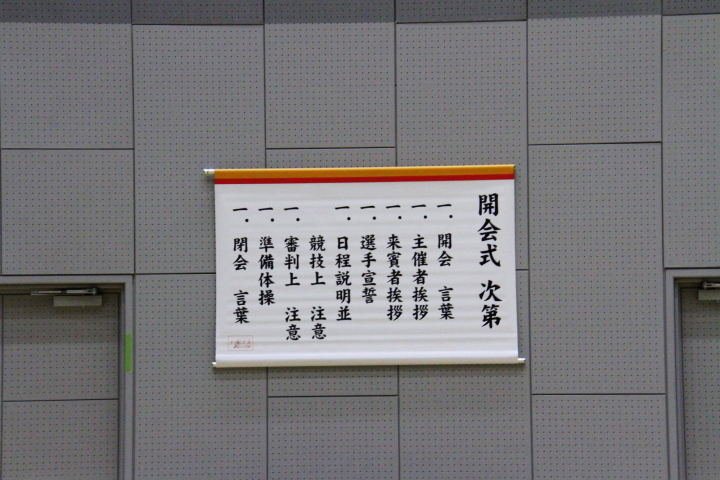 開会式 次第
一. 開会 言葉
一. 主催者挨拶
一. 来賓者挨拶
一. 選手宣誓
一. 日程説明並
競技上 注意
一. 審判上 注意
一. 準備体操
一. 閉会 言葉